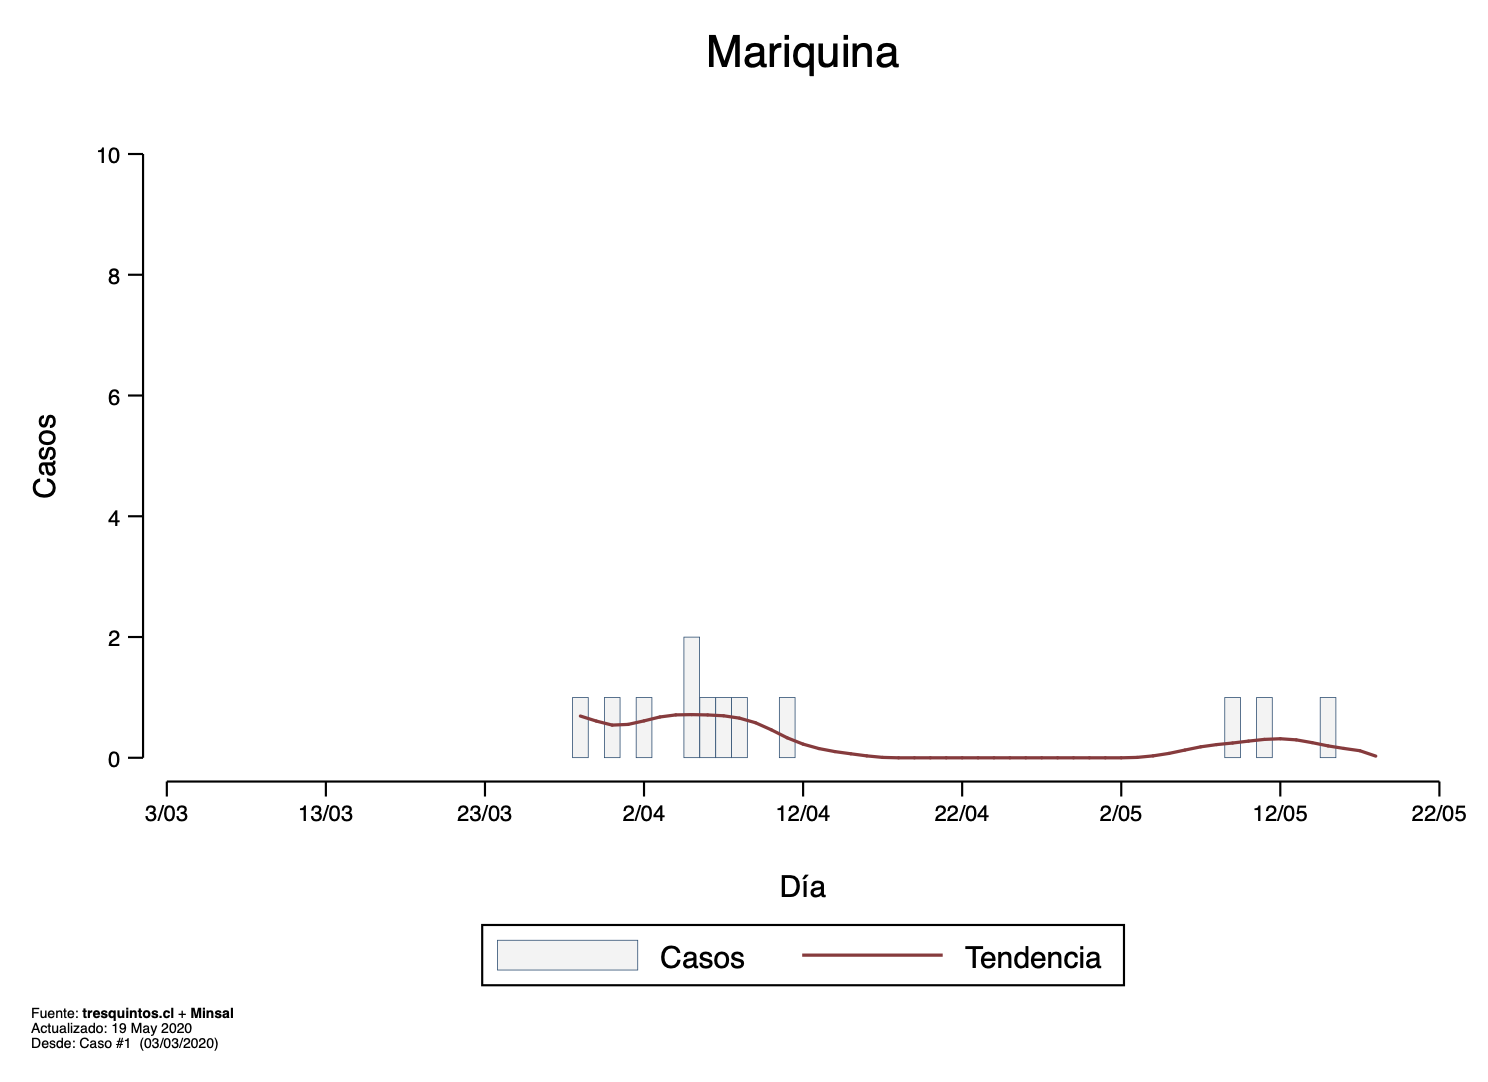 Mariquina
10
8
6
4
2
0
Casos
3/03 13/03 23/03 2/04 12/04 22/04 2/05 12/05 22/05
Día
Casos Tendencia
Fuente: tresquintos.cl + Minsal
Actualizado: 19 May 2020
Desde: Caso #1 (03/03/2020)